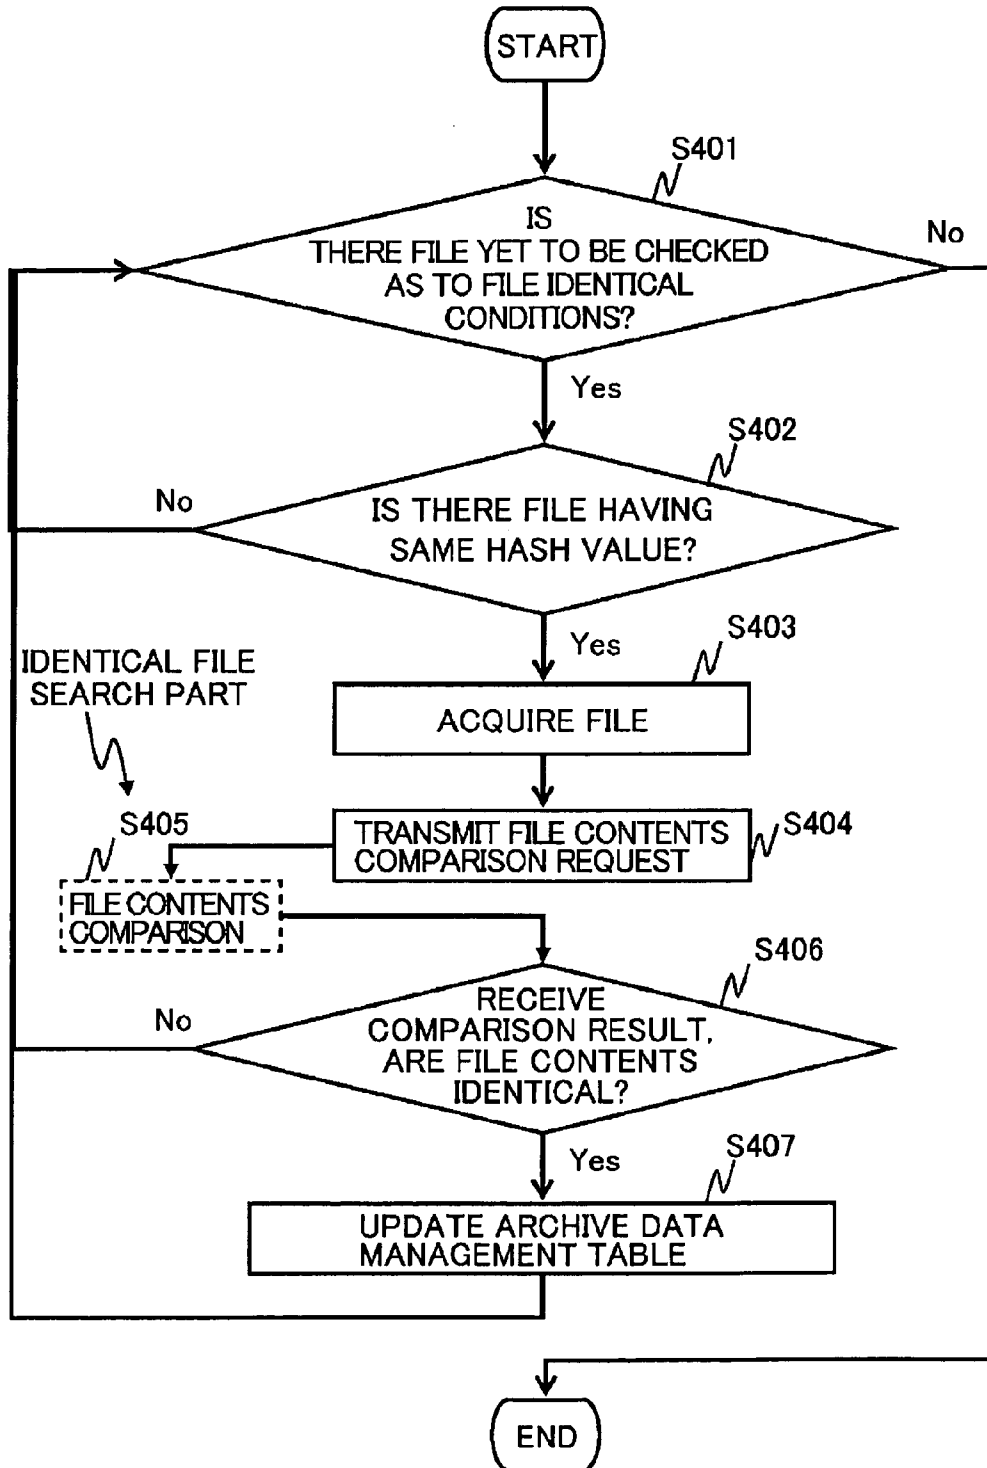 START
S401
IS
THERE FILE YET TO BE CHECKED
AS TO FILE IDENTICAL
CONDITIONS?
No
Yes
S402
No
IS THERE FILE HAVING
SAME HASH VALUE?
Yes
S403
IDENTICAL FILE
SEARCH PART
ACQUIRE FILE
S405
TRANSMIT FILE CONTENTS
COMPARISON REQUEST
S404
FILE CONTENTS
COMPARISON
S406
No
RECEIVE
COMPARISON RESULT,
ARE FILE CONTENTS
IDENTICAL?
Yes
S407
UPDATE ARCHIVE DATA
MANAGEMENT TABLE
END